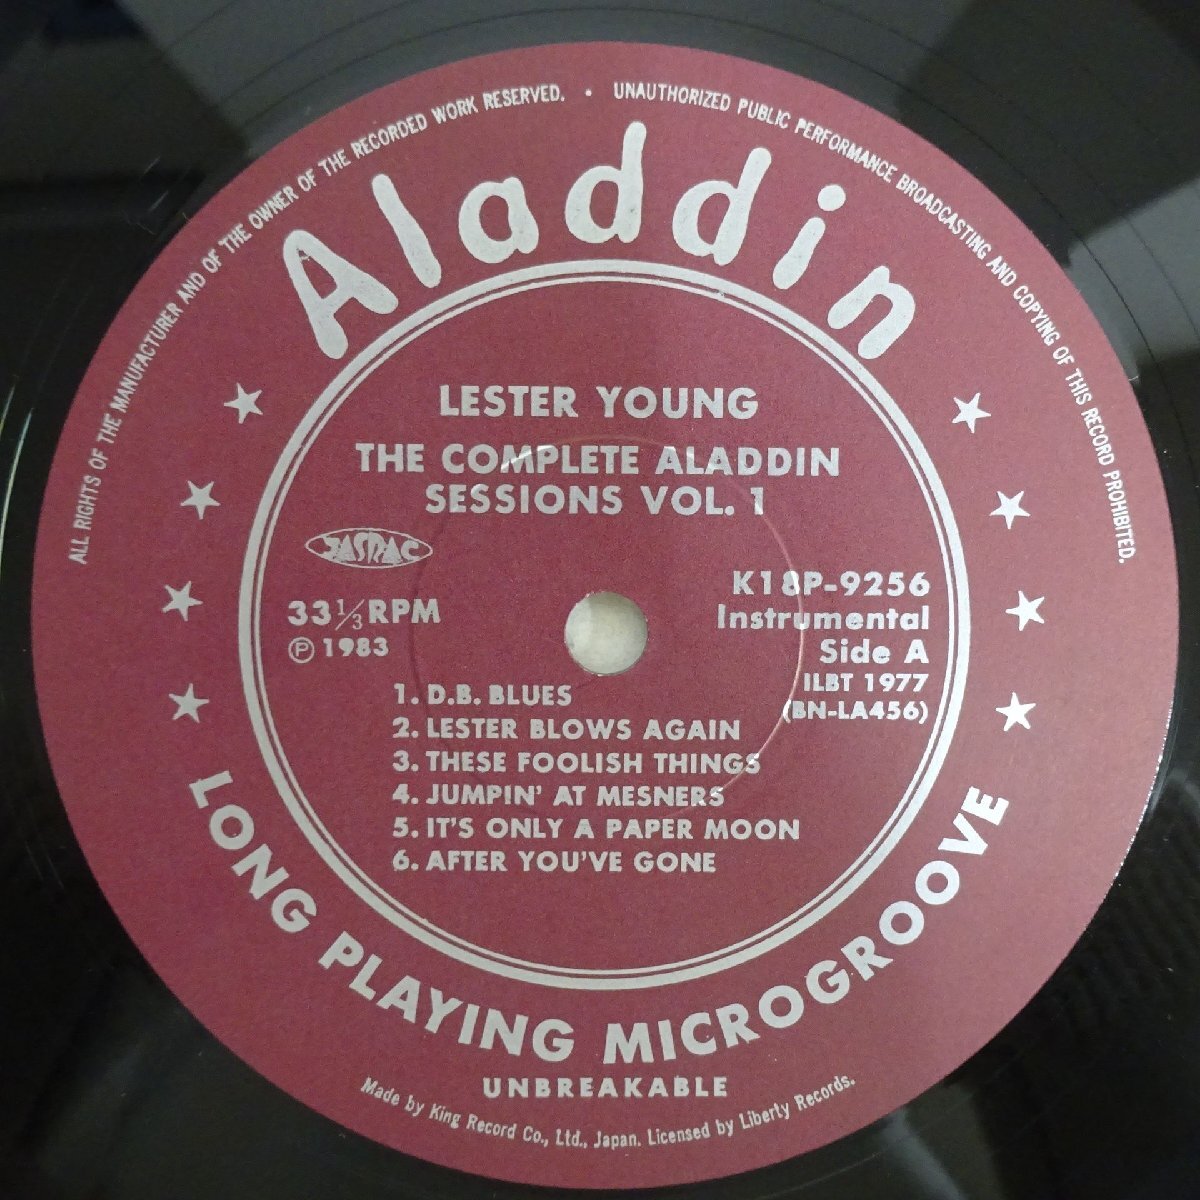 ALL RIGHTS OF THE MANUFACTURER AND OF THE OWNER OF THE RECORDED WORK RESERVED. • UNAUTHORIZED PUBLIC PERFORMANCE BROADCASTING AND COPYING OF THIS RECORD PROHIBITED.
Aladdin
LESTER YOUNG
THE COMPLETE ALADDIN
SESSIONS VOL. 1
JASRAC
33 1/3 RPM
Ⓟ 1983
K18P-9256
Instrumental
Side A
ILBT 1977
(BN-LA456)
1. D.B. BLUES
2. LESTER BLOWS AGAIN
3. THESE FOOLISH THINGS
4. JUMPIN' AT MESNERS
5. IT'S ONLY A PAPER MOON
6. AFTER YOU'VE GONE
LONG PLAYING MICROGROOVE
UNBREAKABLE
Made by King Record Co., Ltd., Japan. Licensed by Liberty Records.